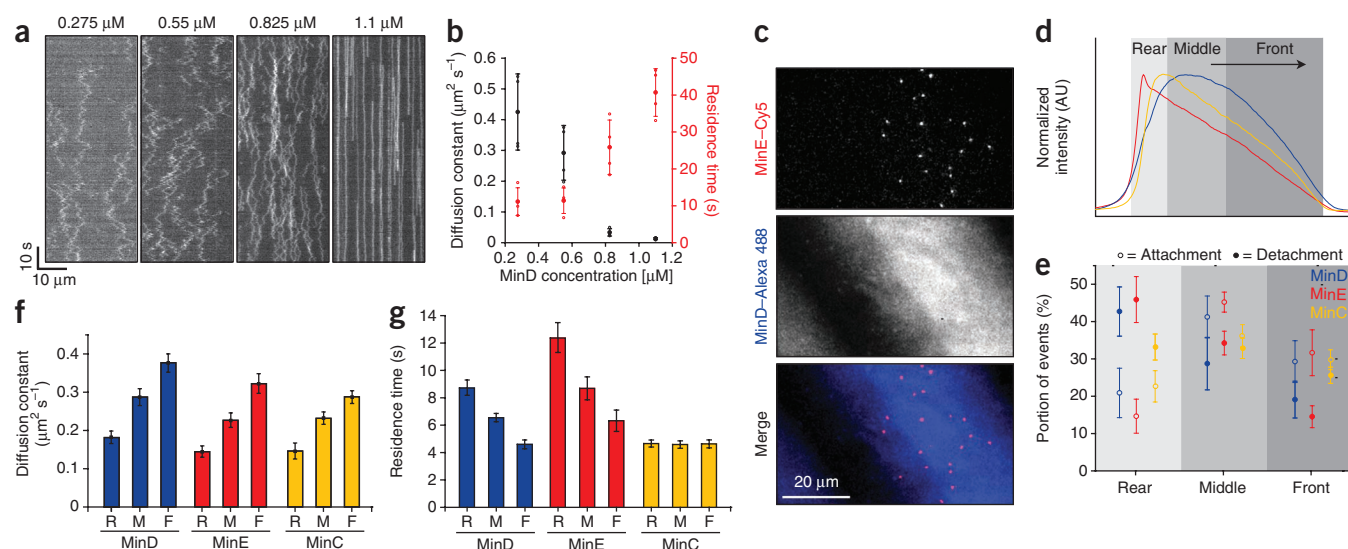 a
0.275 μM 0.55 μM 0.825 μM 1.1 μM
10 s
10 μm
b
Diffusion constant (μm² s⁻¹)
0.6
0.5
0.4
0.3
0.2
0.1
0
50
40
30
20
10
0
Residence time (s)
0 0.2 0.4 0.6 0.8 1.0 1.2
MinD concentration [μM]
c
MinE–Cy5
MinD–Alexa 488
Merge
20 μm
d
Normalized
intensity (AU)
Rear Middle Front
e
= Attachment = Detachment
MinD
MinE
MinC
Portion of events (%)
50
40
30
20
10
0
Rear Middle Front
f
Diffusion constant
(μm² s⁻¹)
0.4
0.3
0.2
0.1
R M F R M F R M F
MinD MinE MinC
g
Residence time (s)
14
12
10
8
6
4
2
0
R M F R M F R M F
MinD MinE MinC